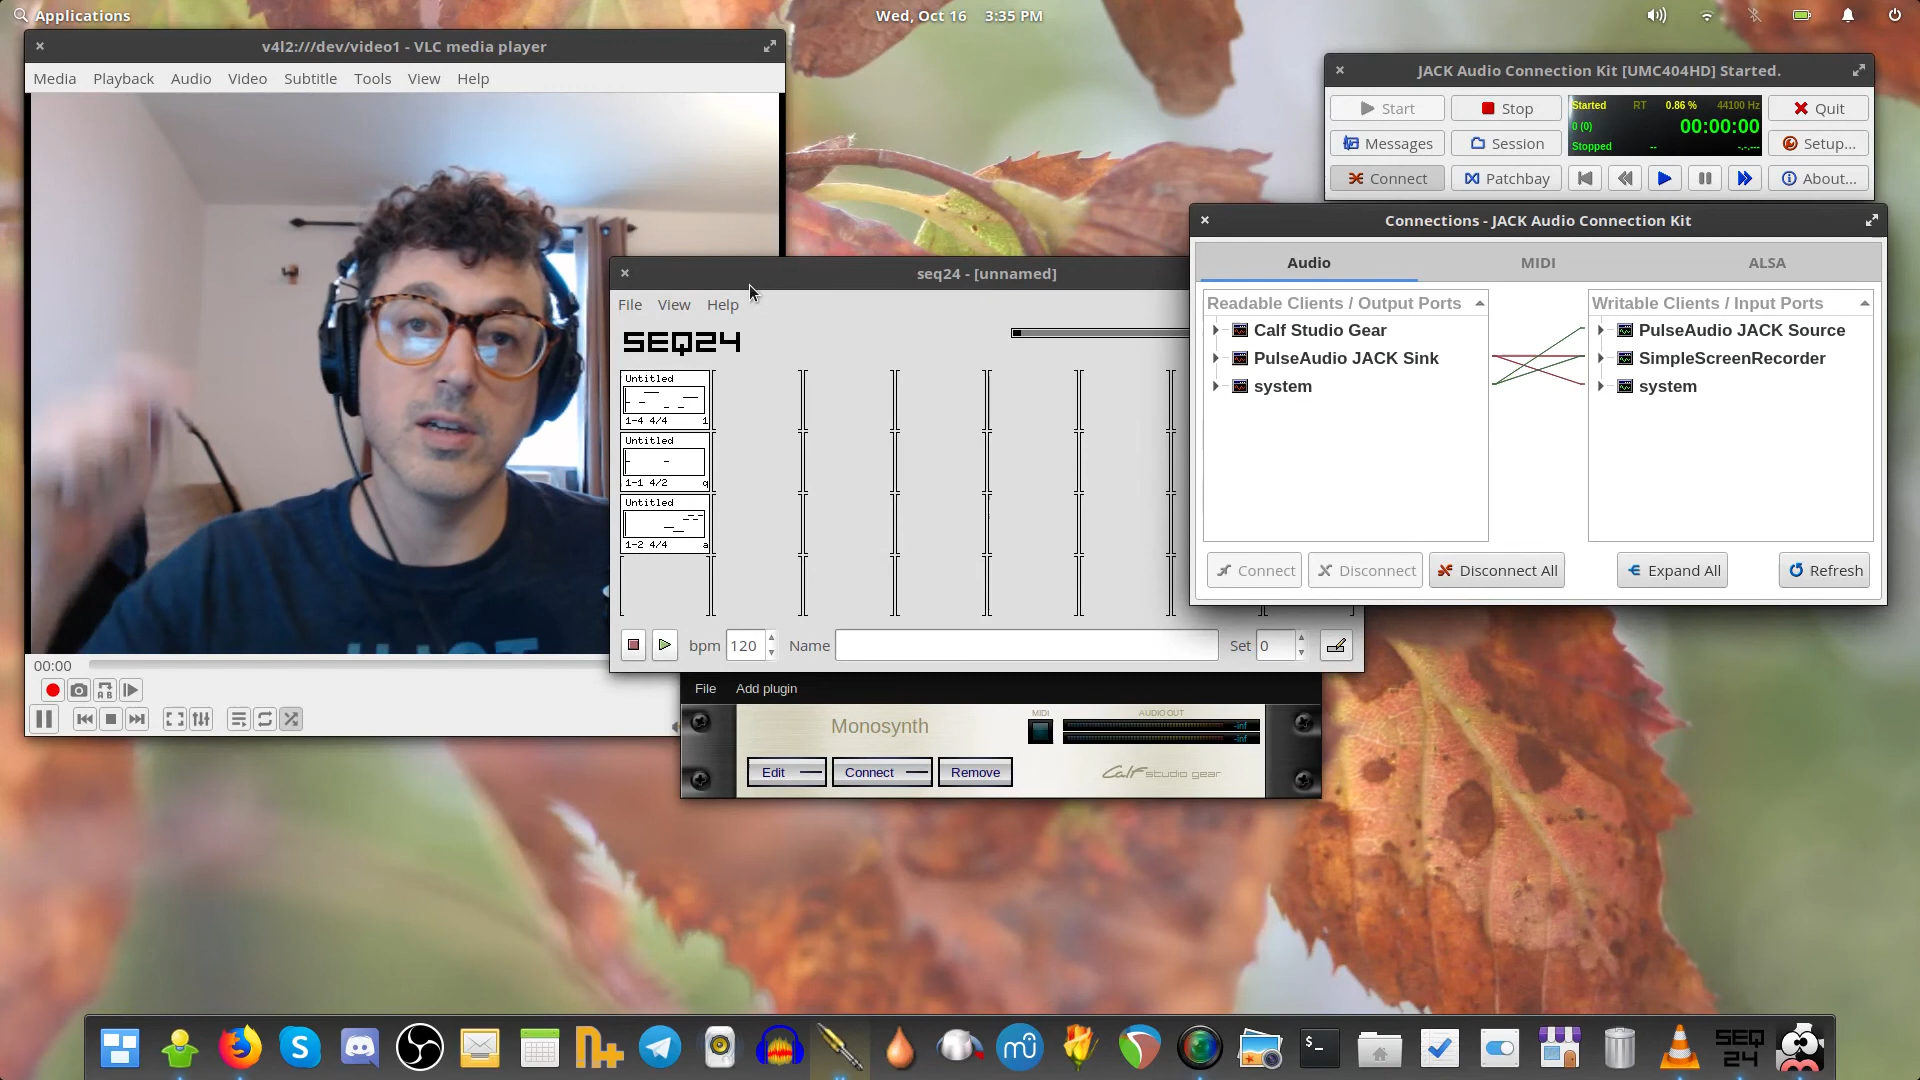 Applications
Wed, Oct 16 3:35 PM
v4l2:///dev/video1 - VLC media player
Media Playback Audio Video Subtitle Tools View Help
JACK Audio Connection Kit [UMC404HD] Started.
Start Stop Quit
Started RT 0.86 % 44100 Hz
0 (0) 00:00:00
Stopped -- -.-.---
Messages Session Setup...
Connect Patchbay About...
Connections - JACK Audio Connection Kit
Audio MIDI ALSA
Readable Clients / Output Ports
Calf Studio Gear
PulseAudio JACK Sink
system
Writable Clients / Input Ports
PulseAudio JACK Source
SimpleScreenRecorder
system
Connect Disconnect Disconnect All Expand All Refresh
seq24 - [unnamed]
File View Help
SEQ24
Untitled
1-4 4/4 1
Untitled
1-1 4/2 q
Untitled
1-2 4/4 a
bpm 120 Name Set 0
00:00
File Add plugin
Monosynth
MIDI
AUDIO OUT
-inf
-inf
Edit Connect Remove
Calf studio gear
SEQ
24